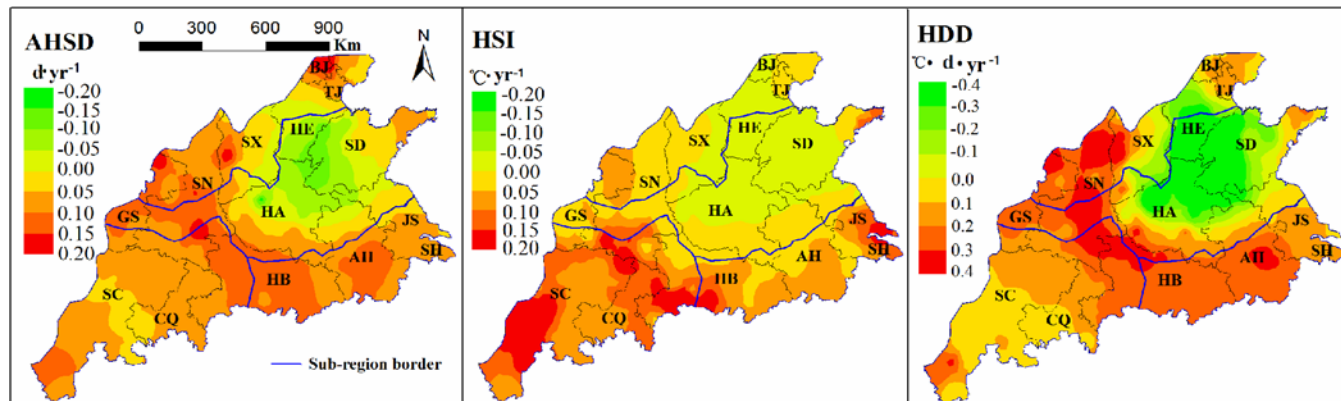 AHSD
0 300 600 900
Km
N
d•yr⁻¹
-0.20
-0.15
-0.10
-0.05
0.00
0.05
0.10
0.15
0.20
BJ
TJ
HE
SX
SD
SN
HA
GS
JS
SH
AH
HB
SC
CQ
Sub-region border
HSI
℃• yr⁻¹
-0.20
-0.15
-0.10
-0.05
0.00
0.05
0.10
0.15
0.20
BJ
TJ
HE
SX
SD
SN
HA
GS
JS
SH
AH
HB
SC
CQ
HDD
℃• d • yr⁻¹
-0.4
-0.3
-0.2
-0.1
0.0
0.1
0.2
0.3
0.4
BJ
TJ
HE
SX
SD
SN
HA
GS
JS
SH
AH
HB
SC
CQ